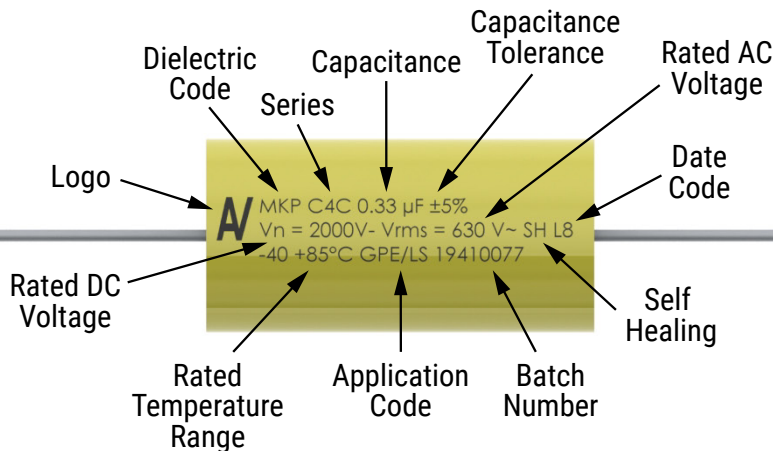 Dielectric
Code
Series
Capacitance
Capacitance
Tolerance
Rated AC
Voltage
Logo
Date
Code
MKP C4C 0.33 µF ±5%
Vn = 2000V- Vrms = 630 V~ SH L8
-40 +85°C GPE/LS 19410077
Rated DC
Voltage
Rated
Temperature
Range
Application
Code
Batch
Number
Self
Healing